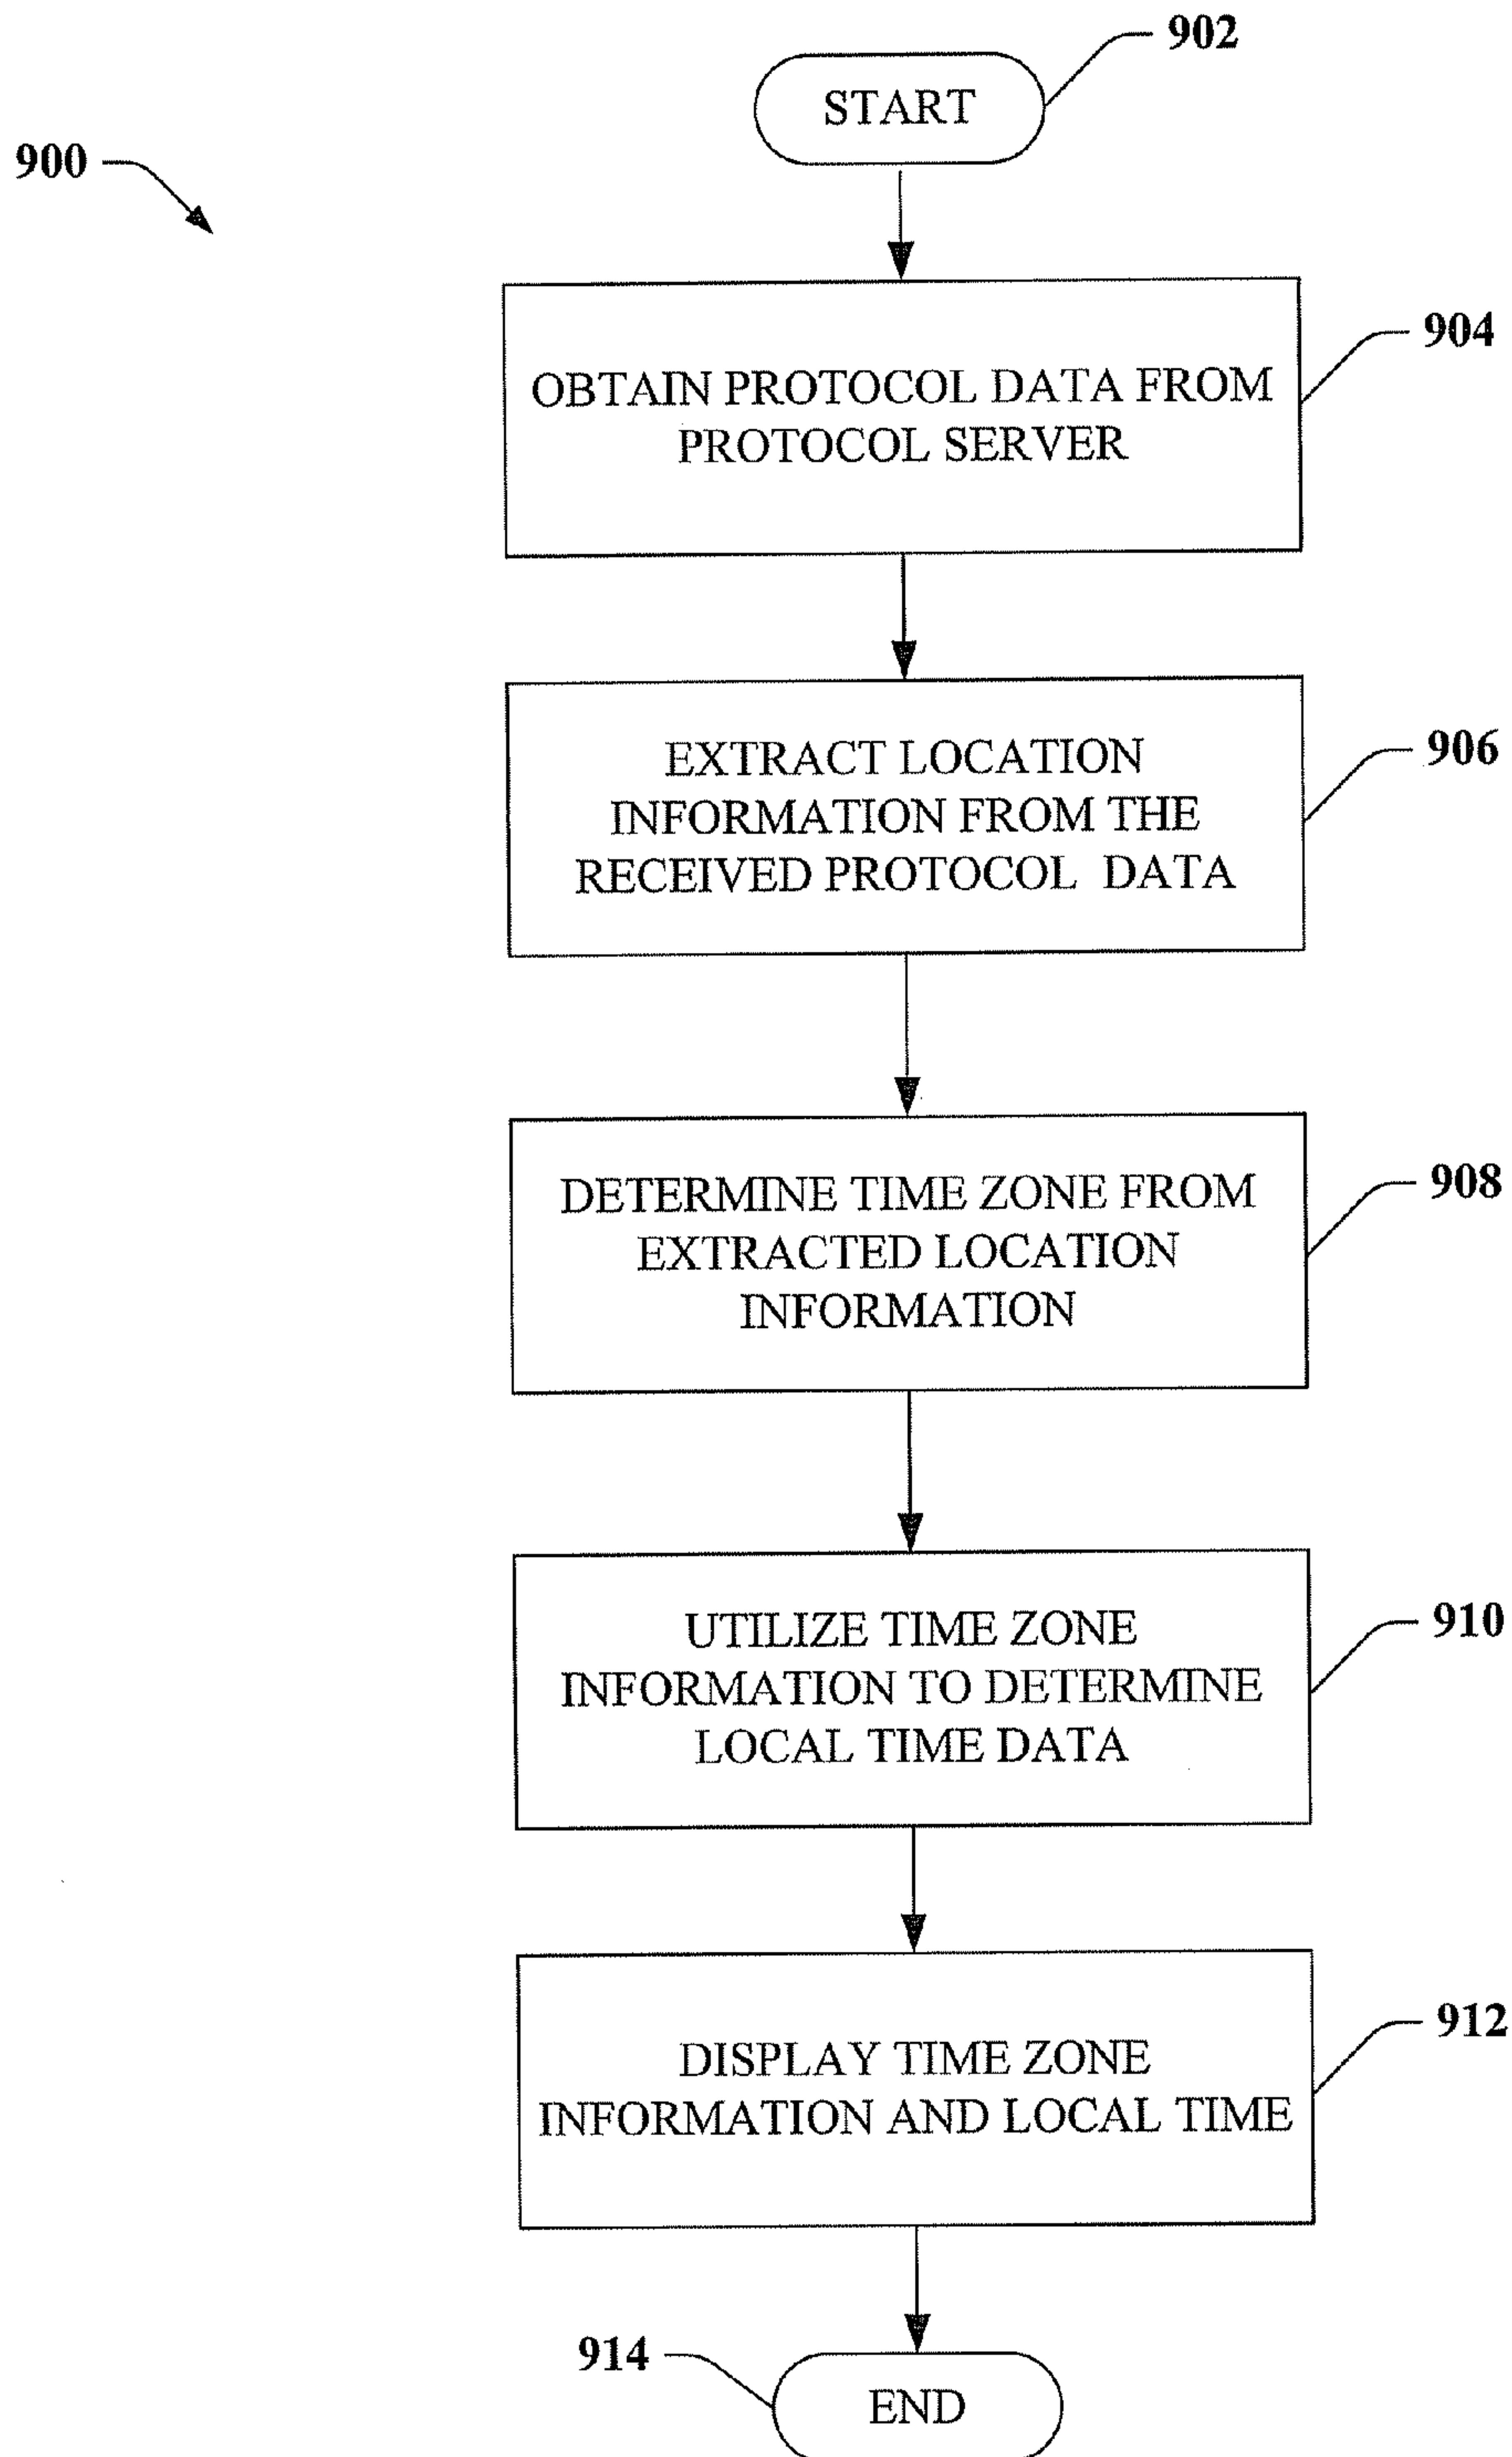 902
START
900
904
OBTAIN PROTOCOL DATA FROM
PROTOCOL SERVER
906
EXTRACT LOCATION
INFORMATION FROM THE
RECEIVED PROTOCOL DATA
908
DETERMINE TIME ZONE FROM
EXTRACTED LOCATION
INFORMATION
910
UTILIZE TIME ZONE
INFORMATION TO DETERMINE
LOCAL TIME DATA
912
DISPLAY TIME ZONE
INFORMATION AND LOCAL TIME
914
END